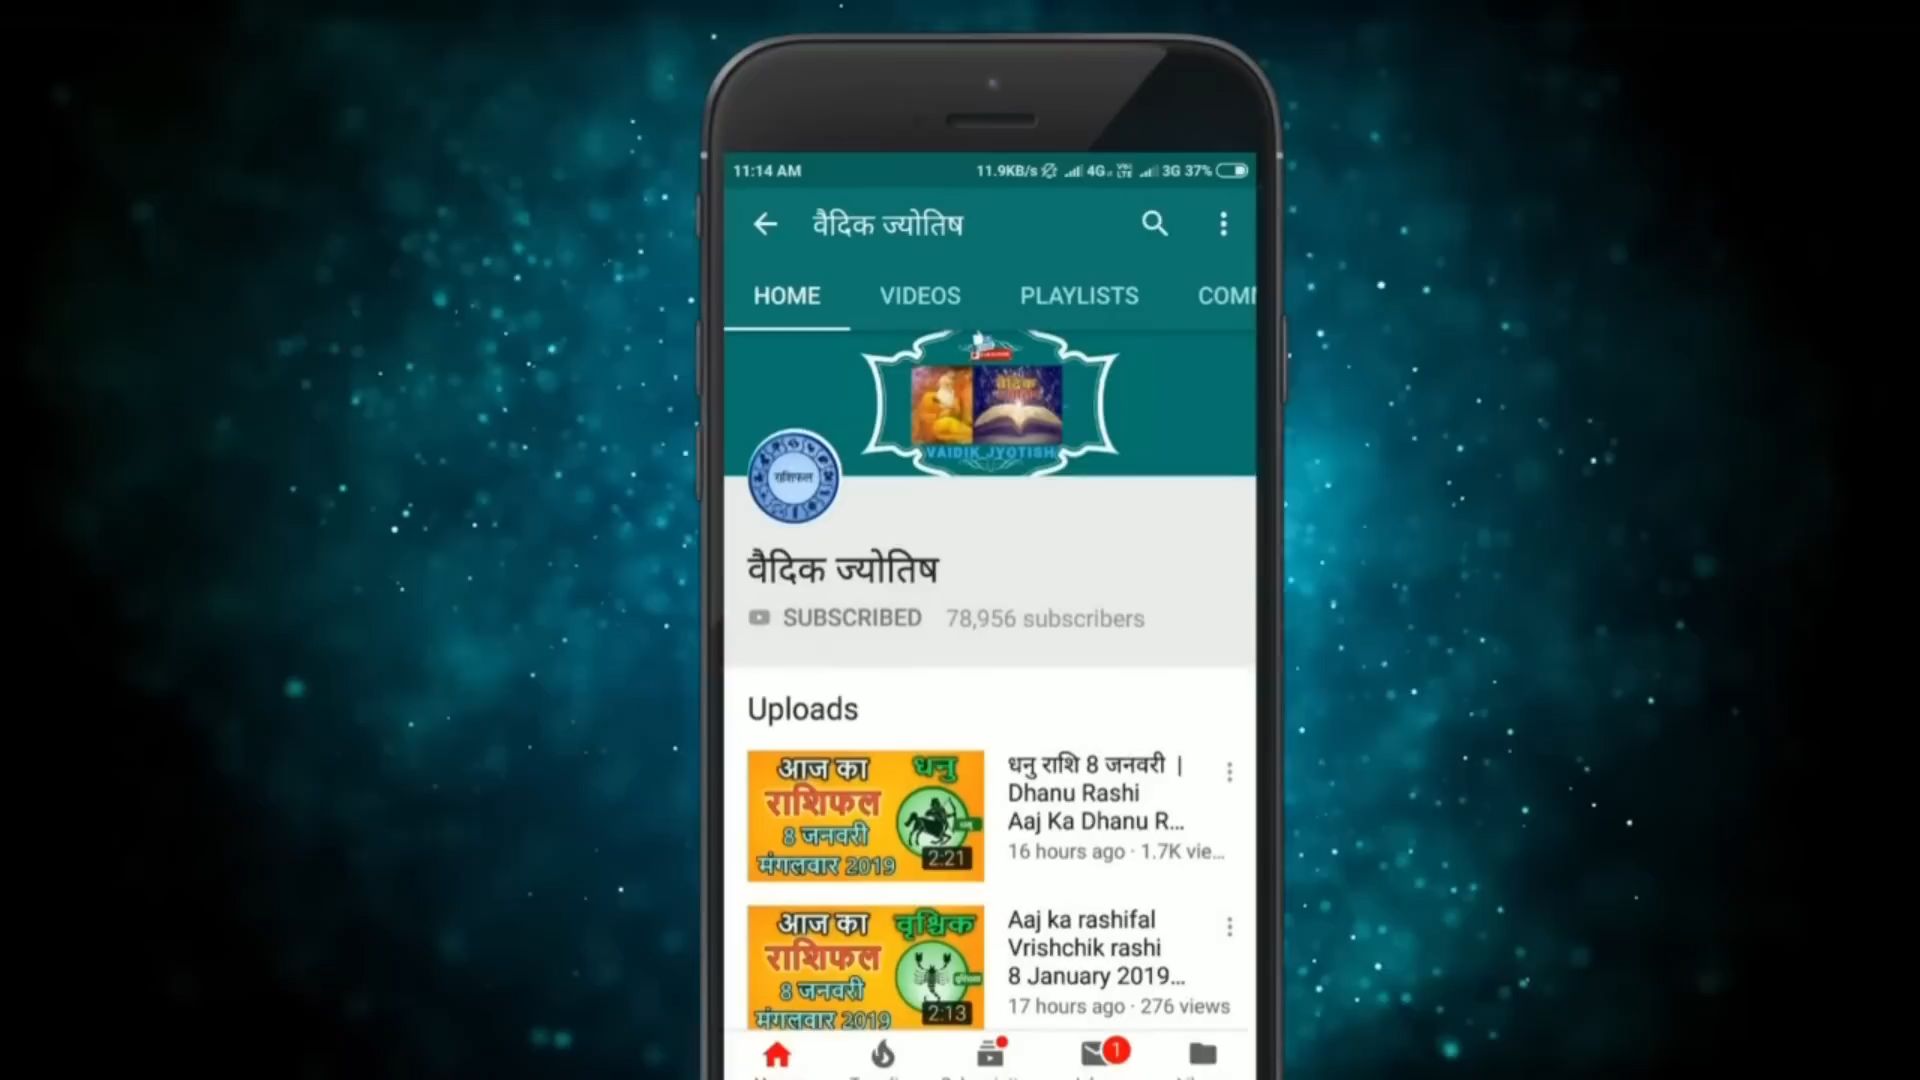 11:14 AM 11.9KB/s 4G VoLTE 3G 37%
वैदिक ज्योतिष
HOME VIDEOS PLAYLISTS COMM
वैदिक
VAIDIK JYOTISH
राशिफल
वैदिक ज्योतिष
SUBSCRIBED 78,956 subscribers
Uploads
आज का धनु
राशिफल
8 जनवरी
मंगलवार 2019
2:21
धनु राशि 8 जनवरी |
Dhanu Rashi
Aaj Ka Dhanu R...
16 hours ago · 1.7K vie...
आज का वृश्चिक
राशिफल
8 जनवरी
मंगलवार 2019
2:13
Aaj ka rashifal
Vrishchik rashi
8 January 2019...
17 hours ago · 276 views
1